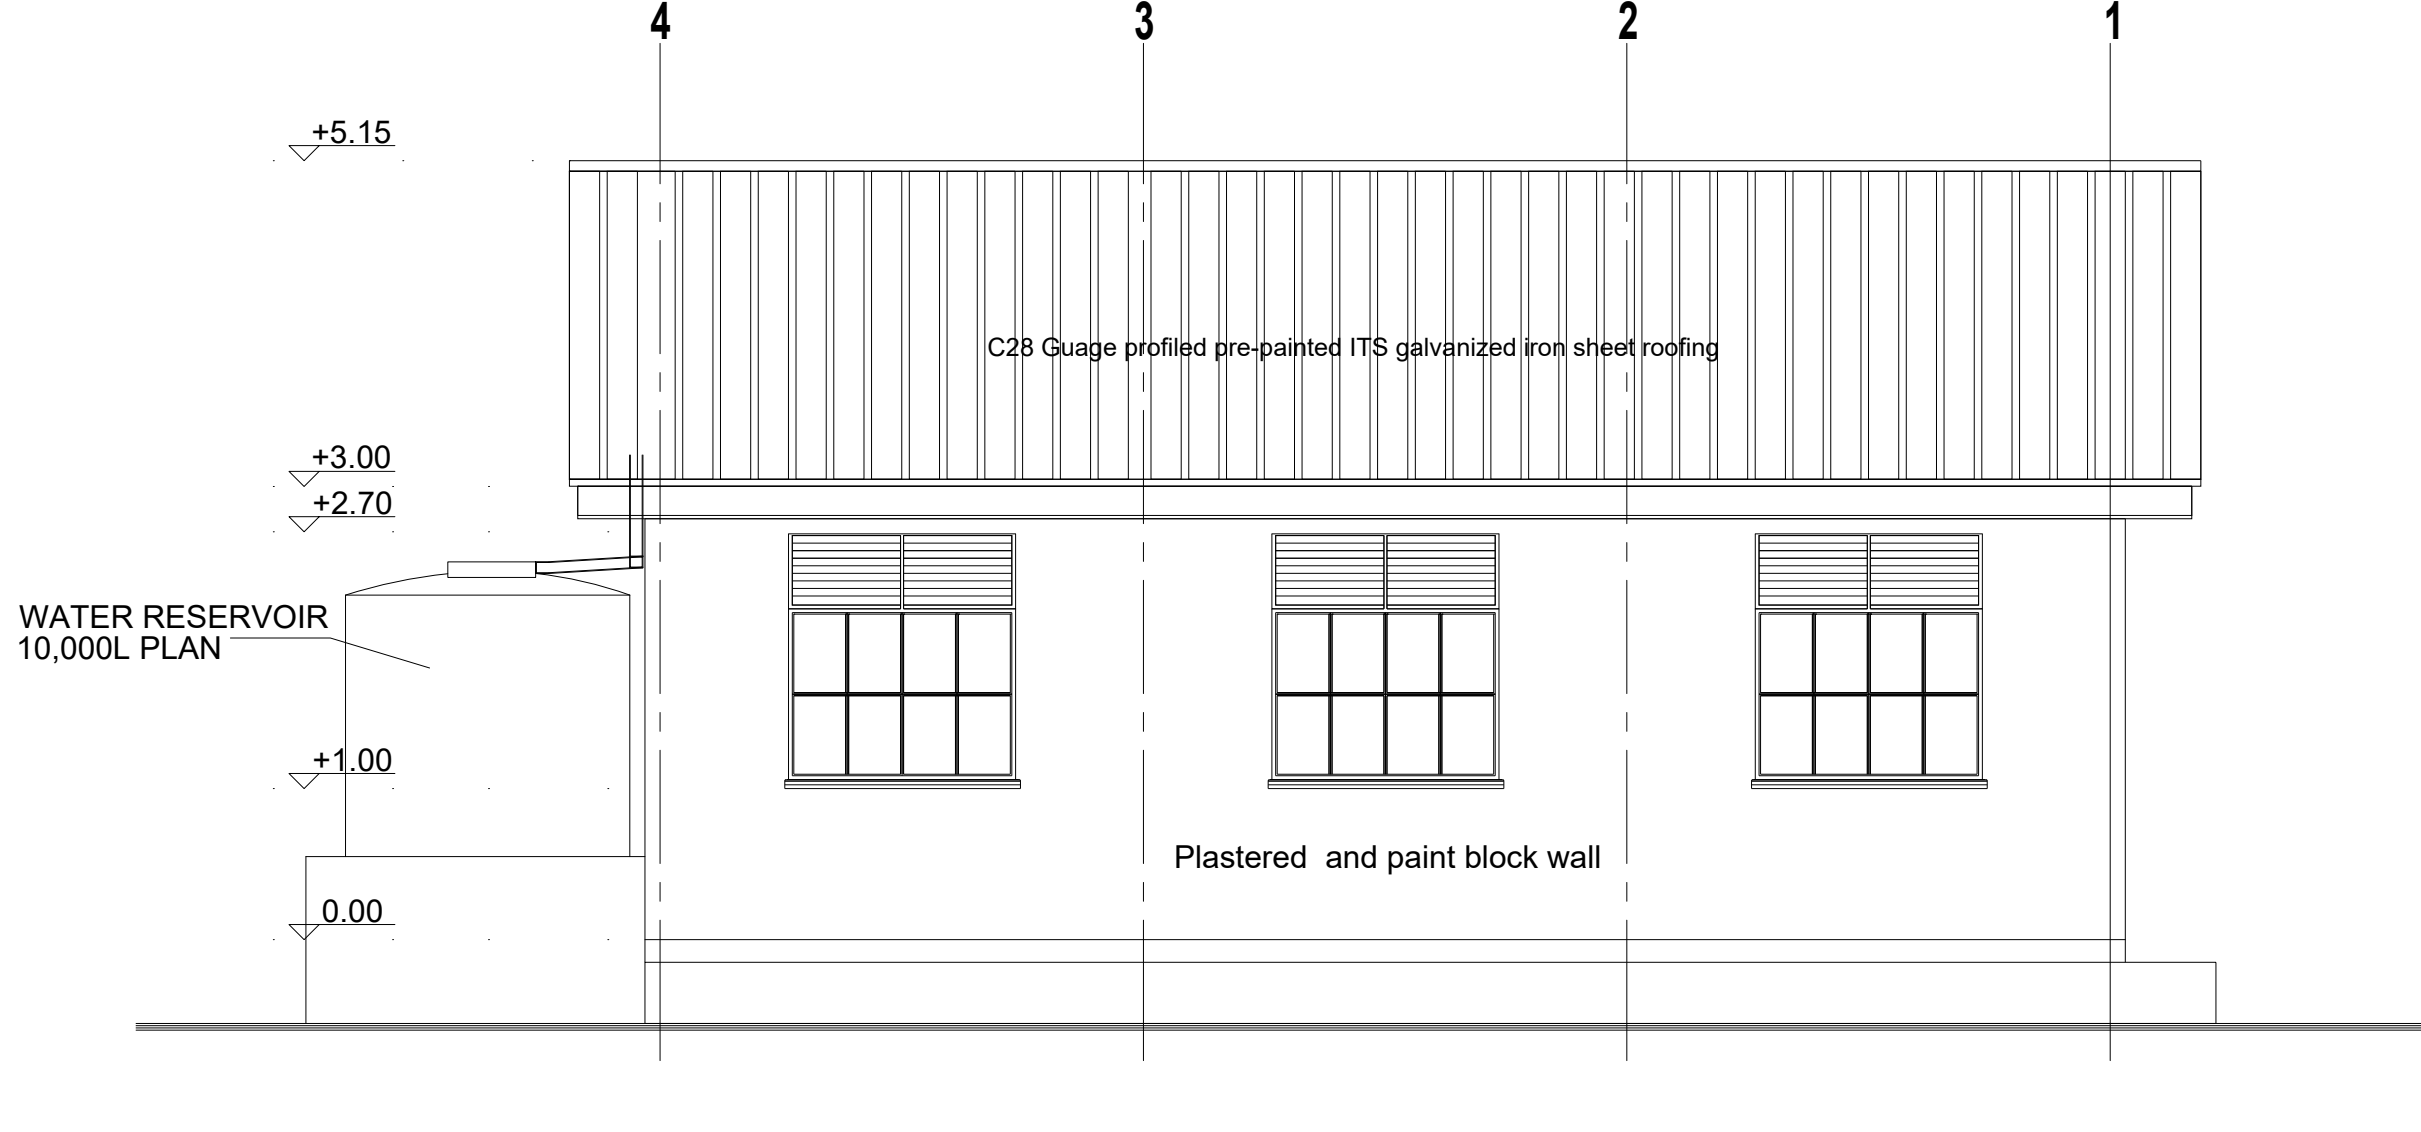 4 3 2 1
+5.15
C28 Guage profiled pre-painted ITS galvanized iron sheet roofing
+3.00
+2.70
WATER RESERVOIR
10,000L PLAN
+1.00
Plastered  and paint block wall
0.00